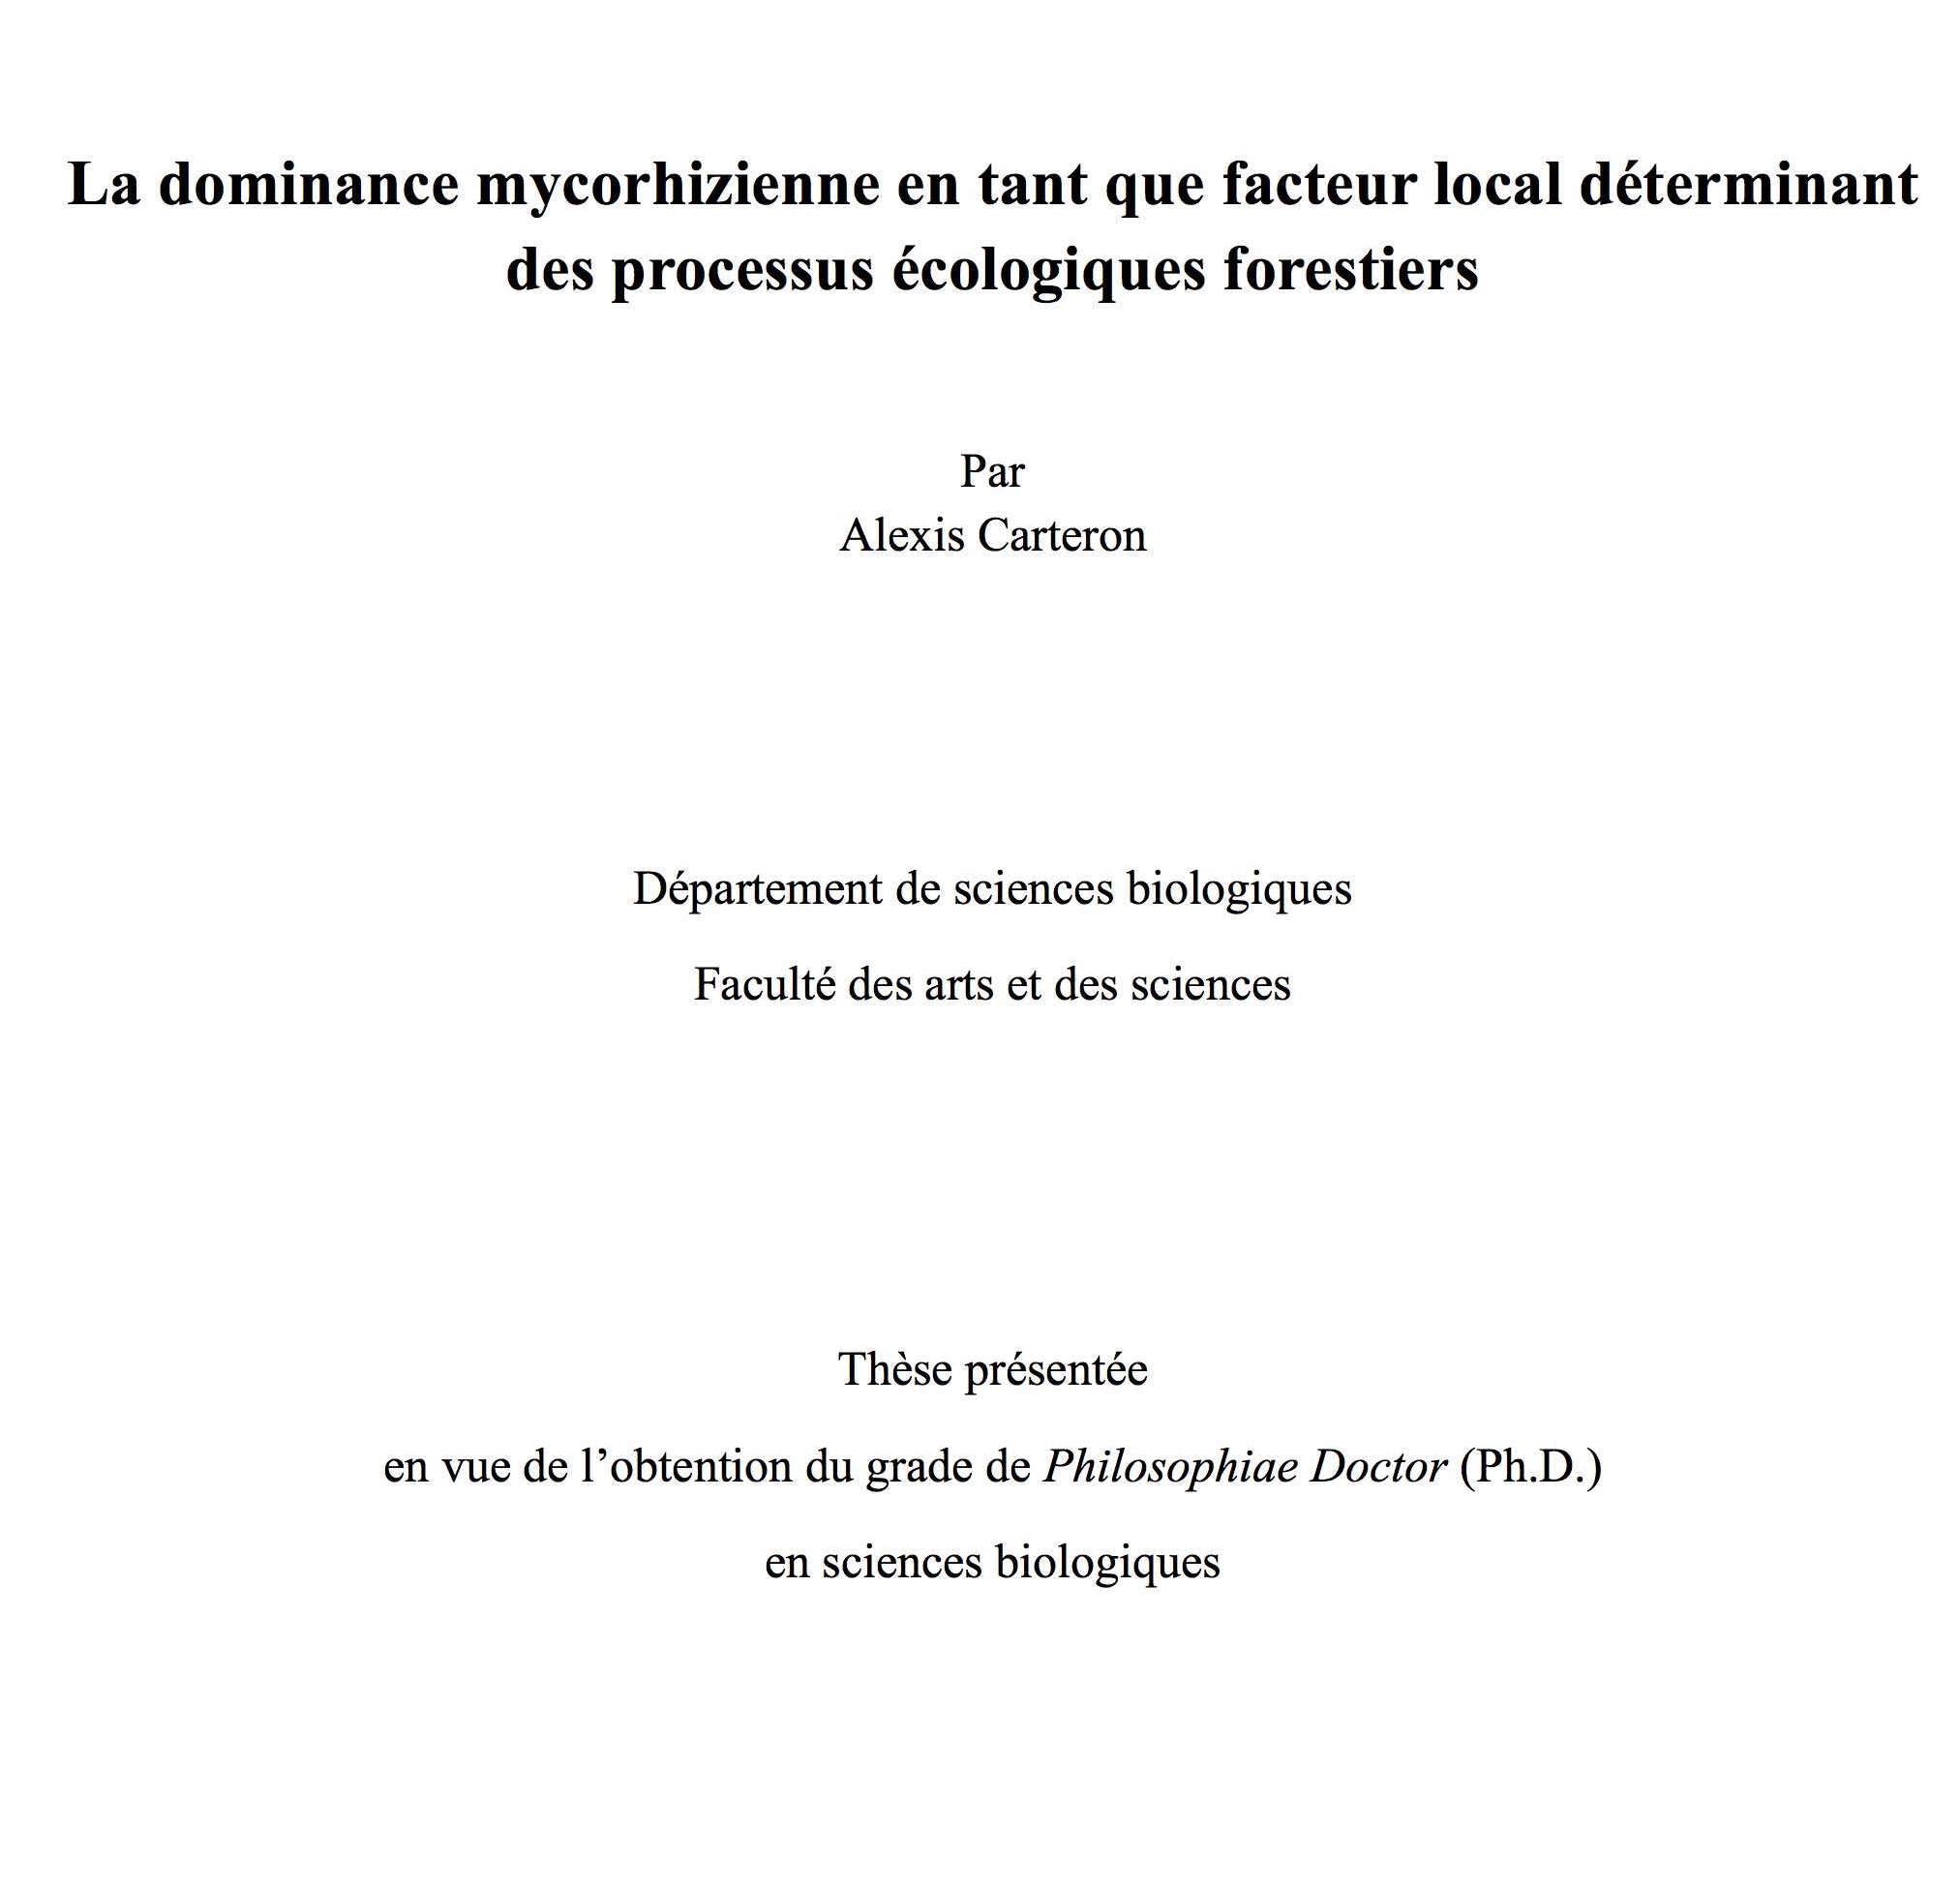 La dominance mycorhizienne en tant que facteur local déterminant
des processus écologiques forestiers
Par
Alexis Carteron
Département de sciences biologiques
Faculté des arts et des sciences
Thèse présentée
en vue de l’obtention du grade de Philosophiae Doctor (Ph.D.)
en sciences biologiques